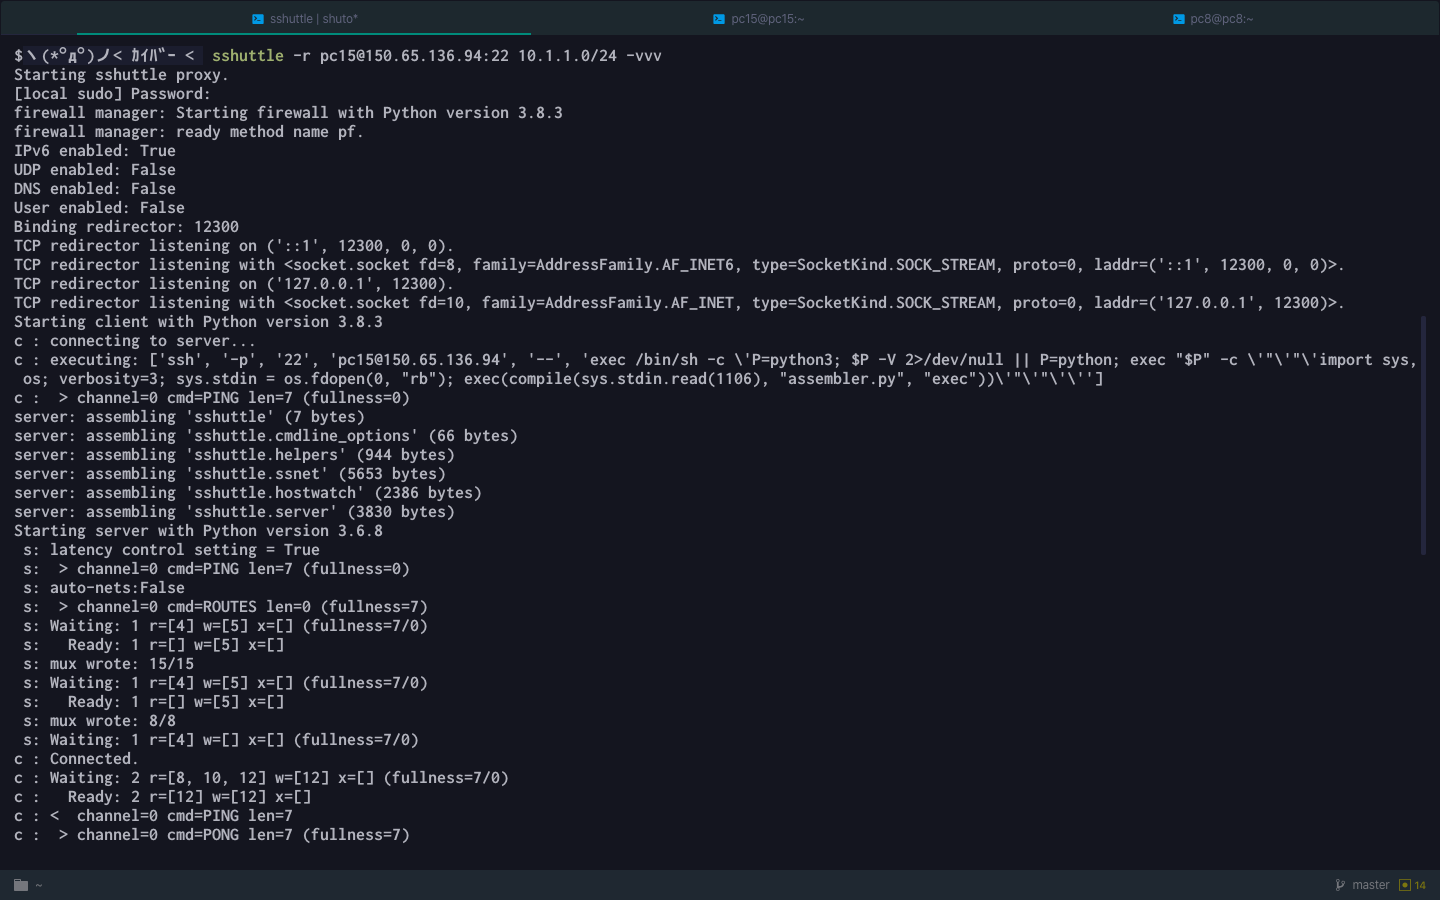 sshuttle | shuto*
pc15@pc15:~
pc8@pc8:~
$ヽ(*ﾟдﾟ)ノ< ｶｲﾊﾞｰ < sshuttle -r pc15@150.65.136.94:22 10.1.1.0/24 -vvv
Starting sshuttle proxy.
[local sudo] Password:
firewall manager: Starting firewall with Python version 3.8.3
firewall manager: ready method name pf.
IPv6 enabled: True
UDP enabled: False
DNS enabled: False
User enabled: False
Binding redirector: 12300
TCP redirector listening on ('::1', 12300, 0, 0).
TCP redirector listening with <socket.socket fd=8, family=AddressFamily.AF_INET6, type=SocketKind.SOCK_STREAM, proto=0, laddr=('::1', 12300, 0, 0)>.
TCP redirector listening on ('127.0.0.1', 12300).
TCP redirector listening with <socket.socket fd=10, family=AddressFamily.AF_INET, type=SocketKind.SOCK_STREAM, proto=0, laddr=('127.0.0.1', 12300)>.
Starting client with Python version 3.8.3
c : connecting to server...
c : executing: ['ssh', '-p', '22', 'pc15@150.65.136.94', '--', 'exec /bin/sh -c \'P=python3; $P -V 2>/dev/null || P=python; exec "$P" -c \'"\'"\'import sys,
 os; verbosity=3; sys.stdin = os.fdopen(0, "rb"); exec(compile(sys.stdin.read(1106), "assembler.py", "exec"))\'"\'"\'\'']
c :  > channel=0 cmd=PING len=7 (fullness=0)
server: assembling 'sshuttle' (7 bytes)
server: assembling 'sshuttle.cmdline_options' (66 bytes)
server: assembling 'sshuttle.helpers' (944 bytes)
server: assembling 'sshuttle.ssnet' (5653 bytes)
server: assembling 'sshuttle.hostwatch' (2386 bytes)
server: assembling 'sshuttle.server' (3830 bytes)
Starting server with Python version 3.6.8
 s: latency control setting = True
 s:  > channel=0 cmd=PING len=7 (fullness=0)
 s: auto-nets:False
 s:  > channel=0 cmd=ROUTES len=0 (fullness=7)
 s: Waiting: 1 r=[4] w=[5] x=[] (fullness=7/0)
 s:   Ready: 1 r=[] w=[5] x=[]
 s: mux wrote: 15/15
 s: Waiting: 1 r=[4] w=[5] x=[] (fullness=7/0)
 s:   Ready: 1 r=[] w=[5] x=[]
 s: mux wrote: 8/8
 s: Waiting: 1 r=[4] w=[] x=[] (fullness=7/0)
c : Connected.
c : Waiting: 2 r=[8, 10, 12] w=[12] x=[] (fullness=7/0)
c :   Ready: 2 r=[12] w=[12] x=[]
c : <  channel=0 cmd=PING len=7
c :  > channel=0 cmd=PONG len=7 (fullness=7)
~
master 14